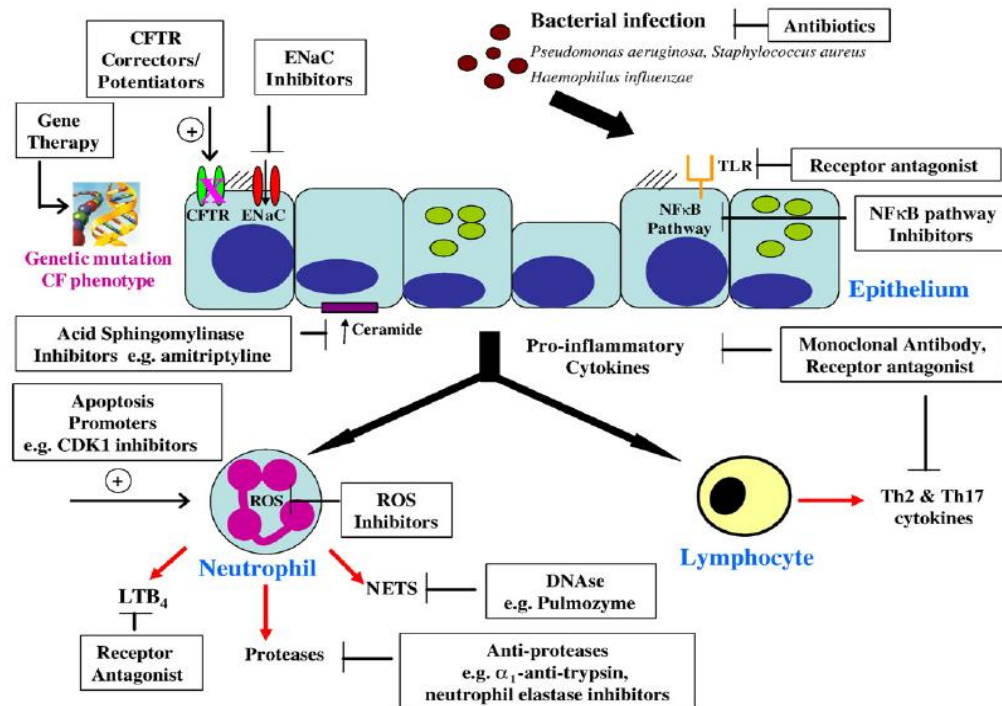 CFTR
Correctors/
Potentiators
ENaC
Inhibitors
Bacterial infection
Pseudomonas aeruginosa, Staphylococcus aureus
Haemophilus influenzae
Antibiotics
Gene
Therapy
+
TLR
Receptor antagonist
X
CFTR
ENaC
NFκB
Pathway
NFκB pathway
Inhibitors
Genetic mutation
CF phenotype
Epithelium
Acid Sphingomylinase
Inhibitors e.g. amitriptyline
Ceramide
Pro-inflammatory
Cytokines
Monoclonal Antibody,
Receptor antagonist
Apoptosis
Promoters
e.g. CDK1 inhibitors
+
ROS
ROS
Inhibitors
Th2 & Th17
cytokines
Neutrophil
Lymphocyte
LTB4
NETS
DNAse
e.g. Pulmozyme
Receptor
Antagonist
Proteases
Anti-proteases
e.g. α1-anti-trypsin,
neutrophil elastase inhibitors